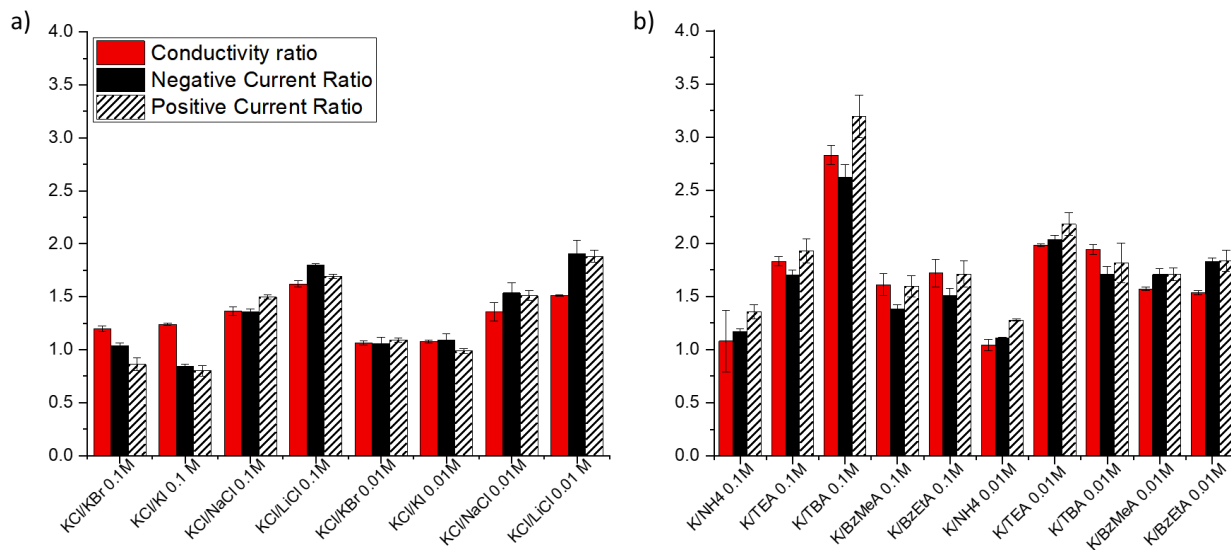 a)
4.0
3.5
3.0
2.5
2.0
1.5
1.0
0.5
0.0
Conductivity ratio
Negative Current Ratio
Positive Current Ratio
KCl/KBr 0.1M
KCl/KI 0.1 M
KCl/NaCl 0.1M
KCl/LiCl 0.1M
KCl/KBr 0.01M
KCl/KI 0.01M
KCl/NaCl 0.01M
KCl/LiCl 0.01 M
b)
4.0
3.5
3.0
2.5
2.0
1.5
1.0
0.5
0.0
K/NH4 0.1M
K/TEA 0.1M
K/TBA 0.1M
K/BzMeA 0.1M
K/BzEtA 0.1M
K/NH4 0.01M
K/TEA 0.01M
K/TBA 0.01M
K/BzMeA 0.01M
K/BzEtA 0.01M